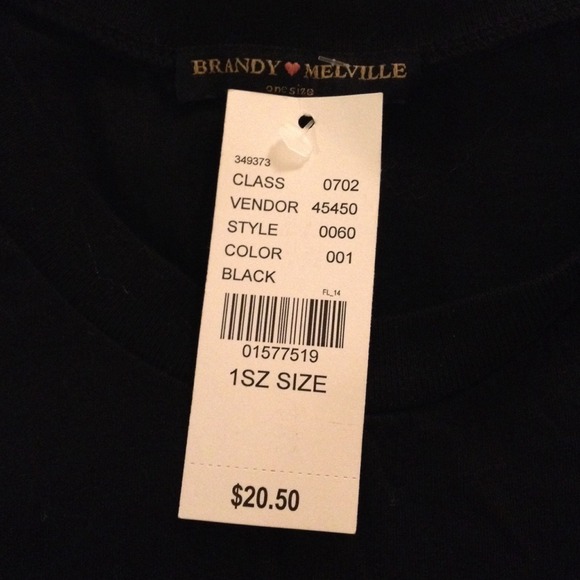 BRANDY ♥ MELVILLE
one size
349373
CLASS 0702
VENDOR 45450
STYLE 0060
COLOR 001
BLACK
FL_14
01577519
1SZ SIZE
$20.50